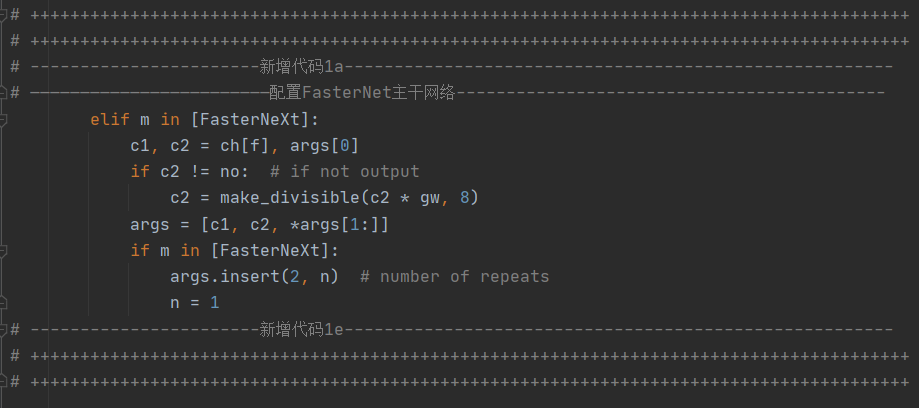 # ++++++++++++++++++++++++++++++++++++++++++++++++++++++++++++++++++++++++++++++++++++++++
# ++++++++++++++++++++++++++++++++++++++++++++++++++++++++++++++++++++++++++++++++++++++++
# -----------------------新增代码1a-------------------------------------------------------
# ————————————————————————配置FasterNet主干网络-------------------------------------------
        elif m in [FasterNeXt]:
            c1, c2 = ch[f], args[0]
            if c2 != no:  # if not output
                c2 = make_divisible(c2 * gw, 8)
            args = [c1, c2, *args[1:]]
            if m in [FasterNeXt]:
                args.insert(2, n)  # number of repeats
                n = 1
# -----------------------新增代码1e-------------------------------------------------------
# ++++++++++++++++++++++++++++++++++++++++++++++++++++++++++++++++++++++++++++++++++++++++
# ++++++++++++++++++++++++++++++++++++++++++++++++++++++++++++++++++++++++++++++++++++++++